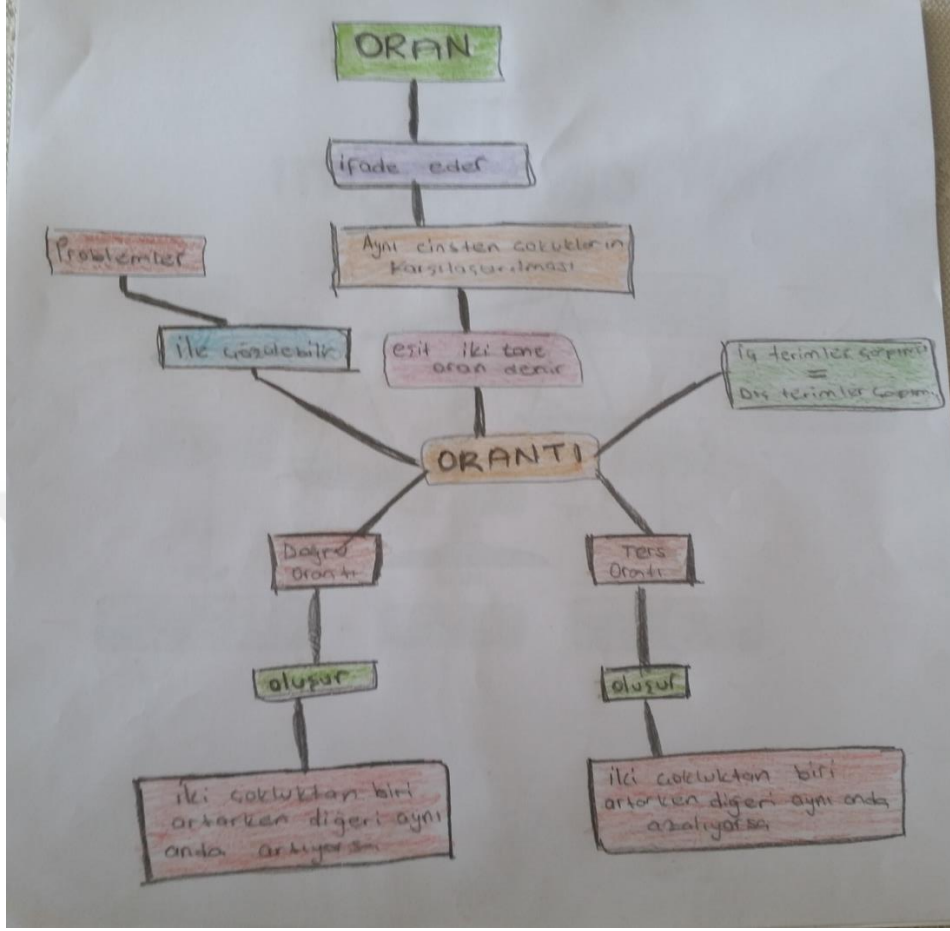 ORAN
ifade eder
Aynı cinsten çoklukların
Karşılaştırılması
Problemler
ile çözülebilir
eşit iki tane
oran denir
iç terimler çarpımı
=
Dış terimler çarpımı
ORANTI
Doğru
Orantı
Ters
Orantı
oluşur
oluşur
iki çokluktan biri
artarken diğeri aynı
anda artıyorsa
iki çokluktan biri
artarken diğeri aynı anda
azalıyorsa